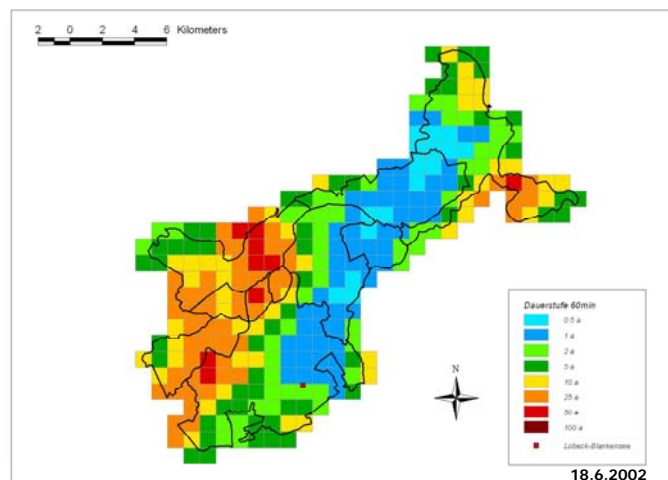 2 0 2 4 6 Kilometers
N
Dauerstufe 60min
0.5 a
1 a
2 a
5 a
10 a
25 a
50 a
100 a
Lübeck-Blankensee
18.6.2002